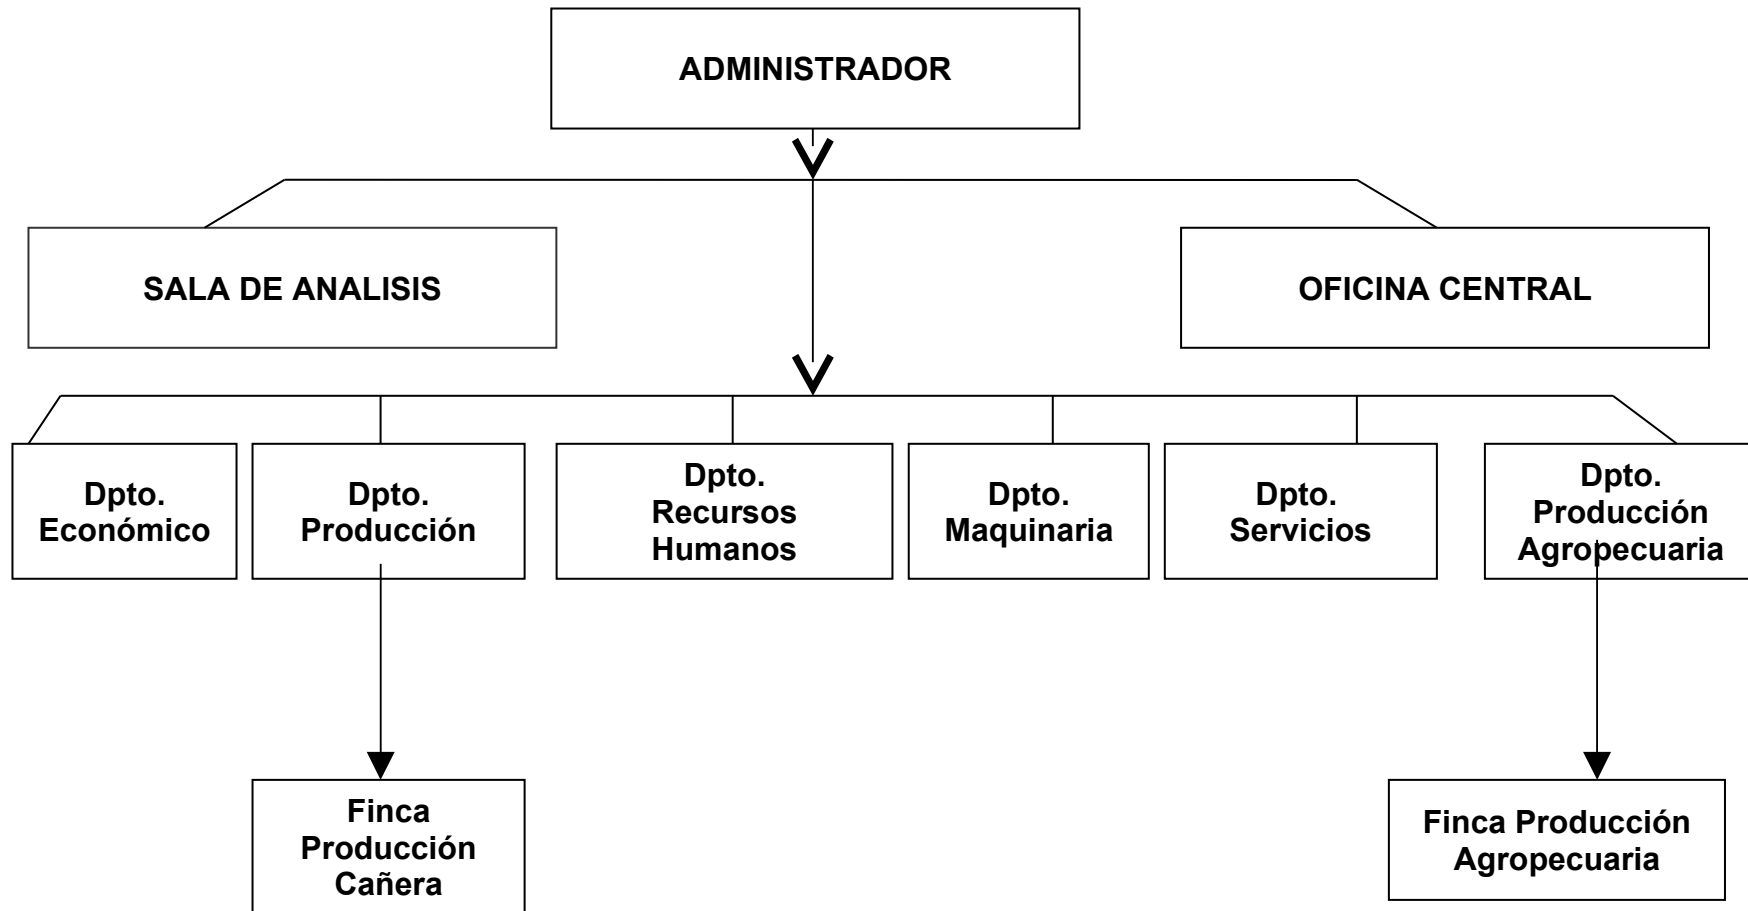 ADMINISTRADOR
SALA DE ANALISIS
OFICINA CENTRAL
Dpto.
Económico
Dpto.
Producción
Dpto.
Recursos
Humanos
Dpto.
Maquinaria
Dpto.
Servicios
Dpto.
Producción
Agropecuaria
Finca
Producción
Cañera
Finca Producción
Agropecuaria